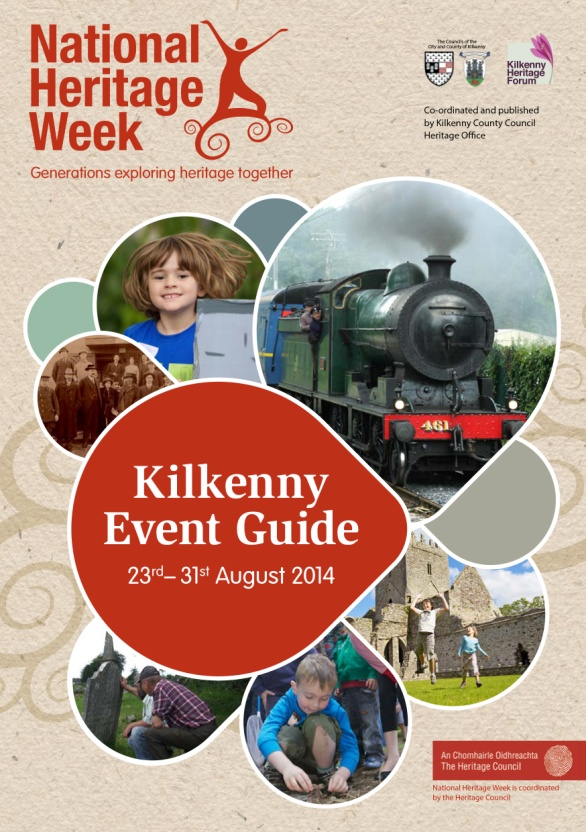 National
Heritage
Week
Generations exploring heritage together
The Councils of the
City and County of Kilkenny
Kilkenny
Heritage
Forum
Co-ordinated and published
by Kilkenny County Council
Heritage Office
461
Kilkenny
Event Guide
23rd– 31st August 2014
An Chomhairle Oidhreachta
The Heritage Council
National Heritage Week is coordinated
by the Heritage Council